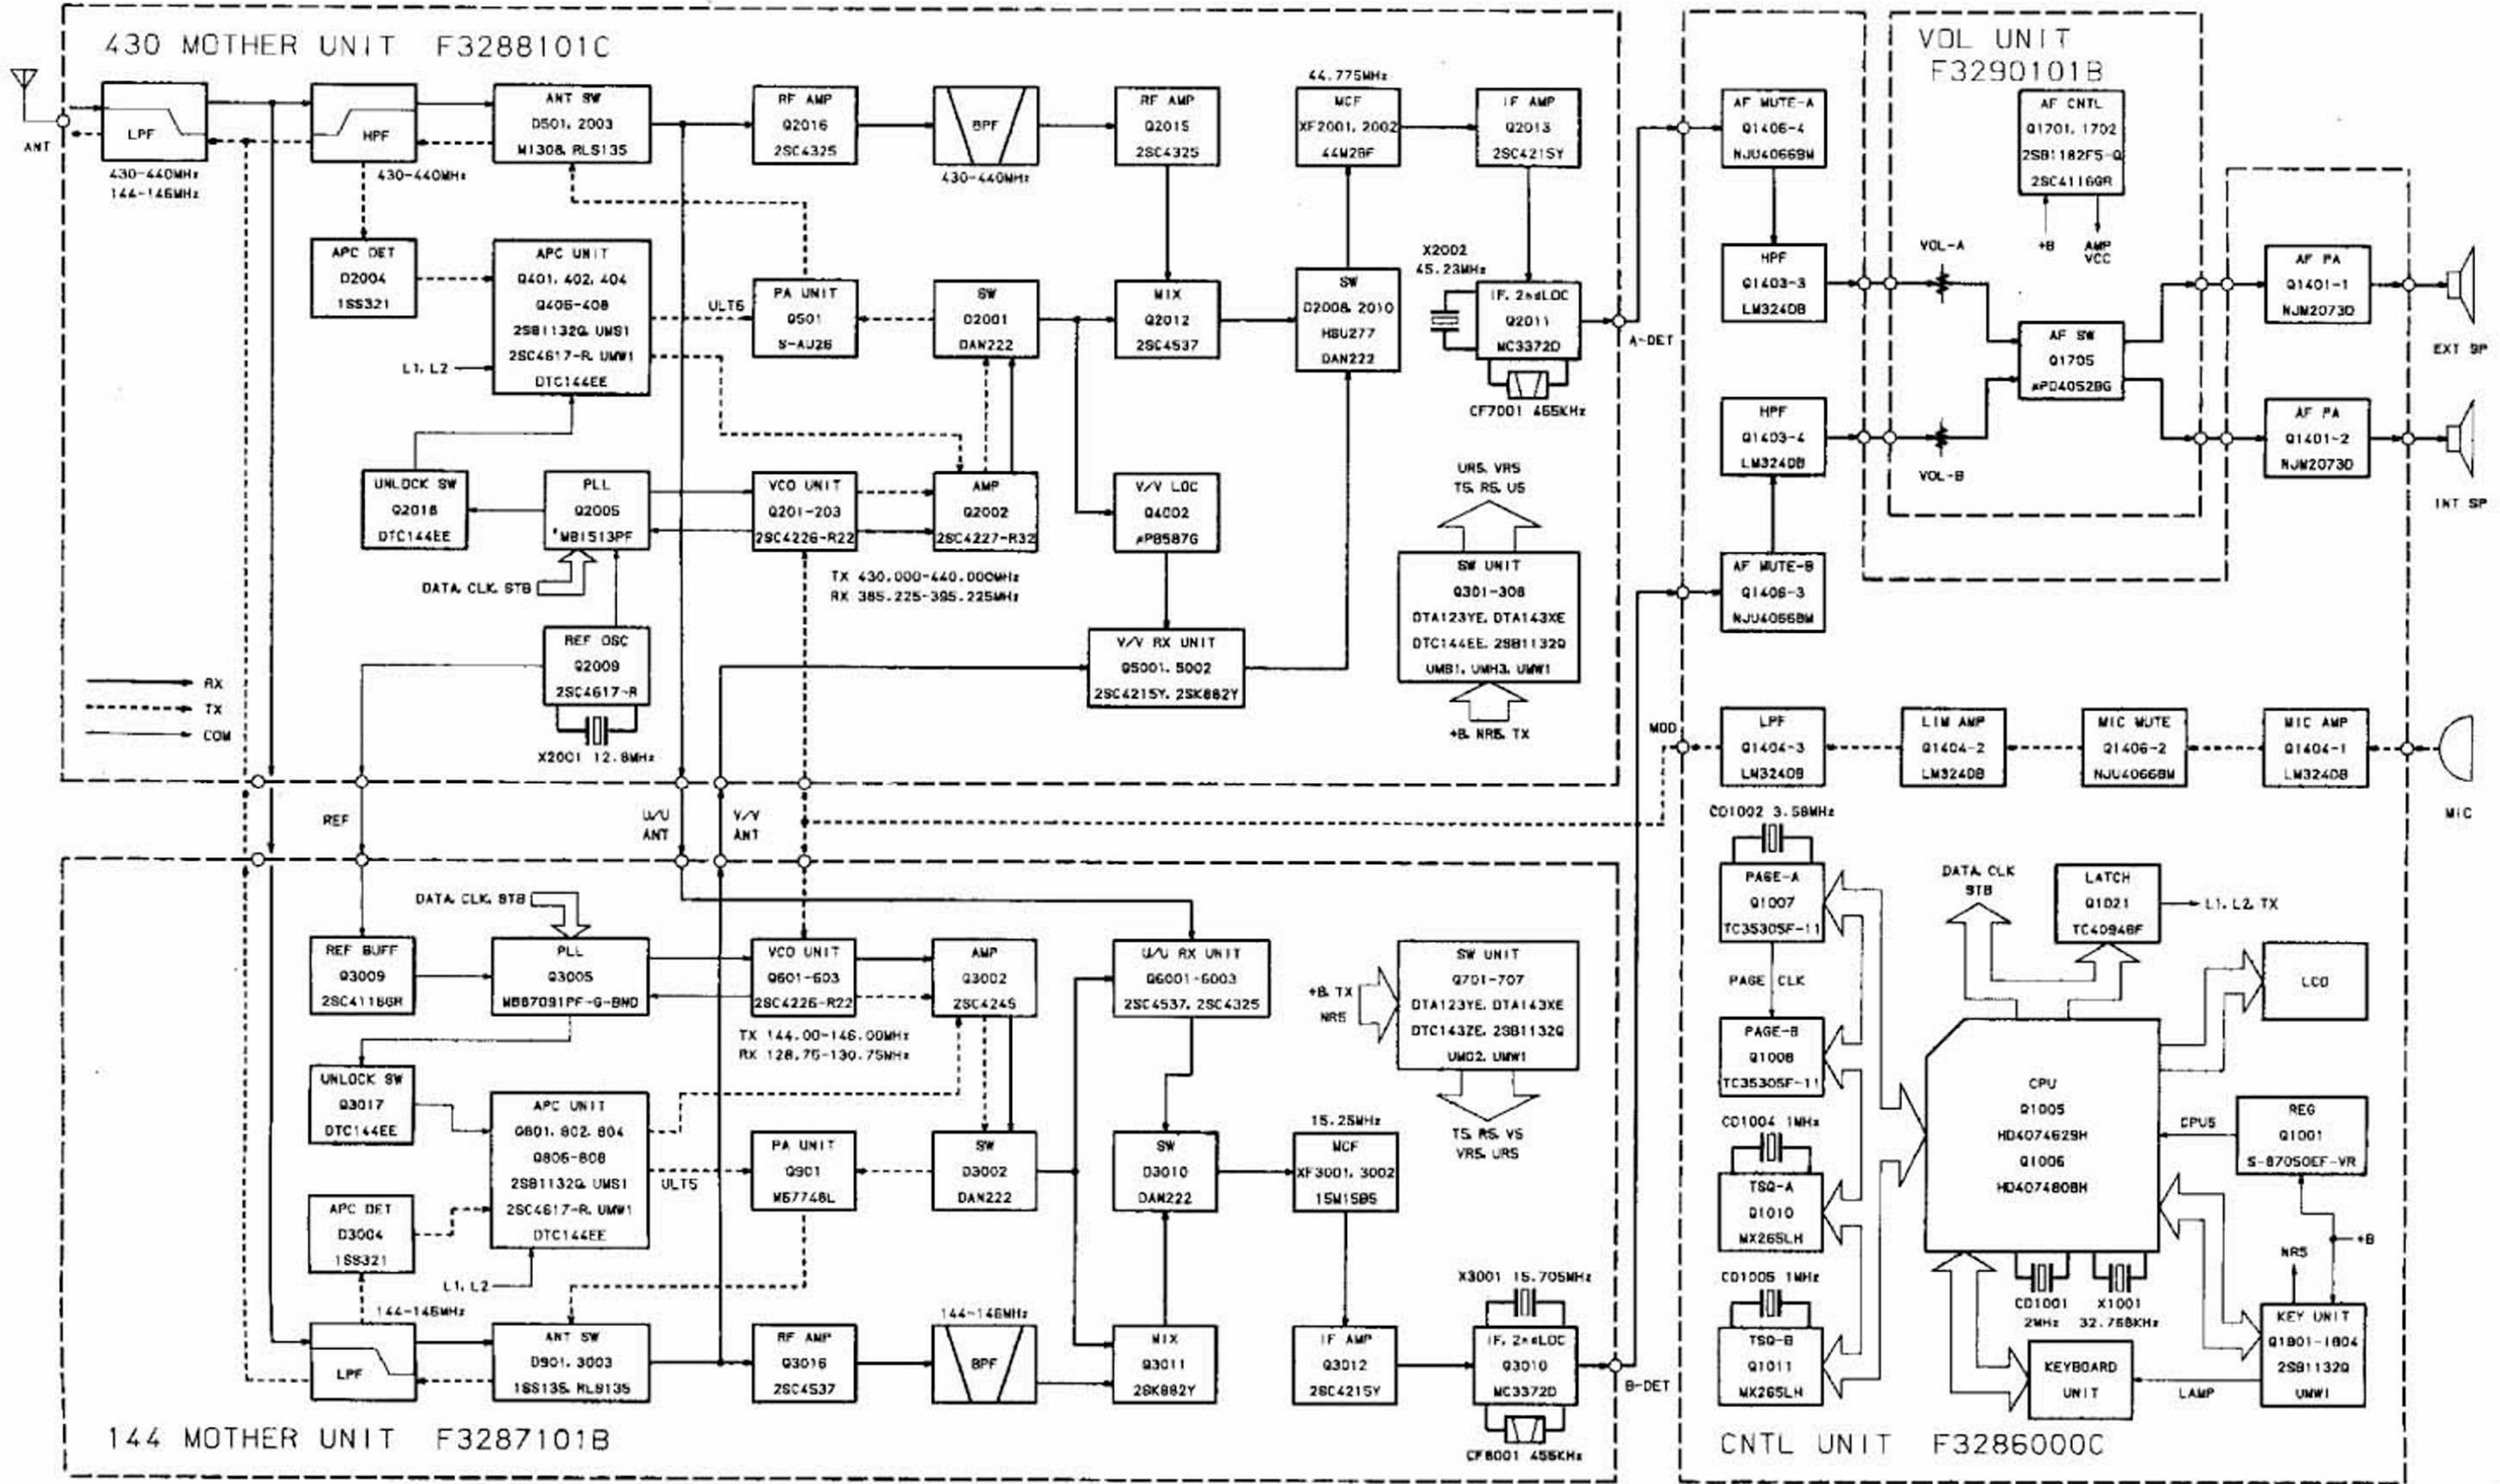 430 MOTHER UNIT F3288101C
ANT
LPF
430-440MHz
144-146MHz
HPF
430-440MHz
ANT SW
D501, 2003
MI308, RLS135
RF AMP
Q2016
2SC4325
BPF
430-440MHz
RF AMP
Q2015
2SC4325
44.775MHz
MCF
XF2001, 2002
44M28F
IF AMP
Q2013
2SC4215Y
APC DET
D2004
1SS321
APC UNIT
Q401, 402, 404
Q406-408
2SB1132Q, UMS1
2SC4617-R, UMW1
DTC144EE
L1, L2
ULT6
PA UNIT
Q501
S-AU26
SW
D2001
DAN222
MIX
Q2012
2SC4537
SW
D2008, 2010
HSU277
DAN222
X2002
45.23MHz
IF, 2ndLOC
Q2011
MC3372D
CF7001 455KHz
A-DET
UNLOCK SW
Q2018
DTC144EE
PLL
Q2005
MB1513PF
DATA, CLK, STB
VCO UNIT
Q201-203
2SC4226-R22
AMP
Q2002
2SC4227-R32
TX 430.000-440.000MHz
RX 385.225-395.225MHz
V/V LOC
Q4002
μPB587G
URS, VRS
TS, RS, US
SW UNIT
Q301-308
DTA123YE, DTA143XE
DTC144EE, 2SB1132Q
UMS1, UMH3, UMW1
+B, NR5, TX
REF OSC
Q2009
2SC4617-R
X2001 12.8MHz
V/V RX UNIT
Q5001, 5002
2SC4215Y, 2SK882Y
RX
TX
COM
REF
U/U
ANT
V/V
ANT
MOD
VOL UNIT
F3290101B
AF MUTE-A
Q1406-4
NJU4066BM
HPF
Q1403-3
LM324DB
AF CNTL
Q1701, 1702
2SB1182F5-Q
2SC4116GR
+B
AMP
VCC
VOL-A
AF SW
Q1705
μPD4052BG
VOL-B
AF PA
Q1401-1
NJM2073D
EXT SP
HPF
Q1403-4
LM324DB
AF PA
Q1401-2
NJM2073D
INT SP
AF MUTE-B
Q1406-3
NJU4066BM
LPF
Q1404-3
LM324DB
LIM AMP
Q1404-2
LM324DB
MIC MUTE
Q1406-2
NJU4066BM
MIC AMP
Q1404-1
LM324DB
MIC
DATA, CLK, STB
REF BUFF
Q3009
2SC4116GR
PLL
Q3005
MB87091PF-G-BND
VCO UNIT
Q601-603
2SC4226-R22
AMP
Q3002
2SC4245
TX 144.00-146.00MHz
RX 128.75-130.75MHz
U/U RX UNIT
Q6001-6003
2SC4537, 2SC4325
+B, TX
NR5
SW UNIT
Q701-707
DTA123YE, DTA143XE
DTC143ZE, 2SB1132Q
UMD2, UMW1
TS, RS, VS
VRS, URS
UNLOCK SW
Q3017
DTC144EE
APC UNIT
Q801, 802, 804
Q806-808
2SB1132Q, UMS1
2SC4617-R, UMW1
DTC144EE
L1, L2
ULT5
PA UNIT
Q901
M67748L
SW
D3002
DAN222
SW
D3010
DAN222
15.25MHz
MCF
XF3001, 3002
15M15B5
APC DET
D3004
1SS321
144-146MHz
LPF
ANT SW
D901, 3003
1SS135, RLS135
RF AMP
Q3016
2SC4537
144-146MHz
BPF
MIX
Q3011
2SK882Y
IF AMP
Q3012
2SC4215Y
X3001 15.705MHz
IF, 2ndLOC
Q3010
MC3372D
CF8001 455KHz
B-DET
144 MOTHER UNIT F3287101B
CD1002 3.58MHz
PAGE-A
Q1007
TC35305F-11
PAGE CLK
PAGE-B
Q1008
TC35305F-11
CD1004 1MHz
TSQ-A
Q1010
MX265LH
CD1005 1MHz
TSQ-B
Q1011
MX265LH
DATA, CLK
STB
LATCH
Q1021
TC4094BF
L1, L2, TX
LCD
CPU
Q1005
HD4074629H
Q1006
HD407480BH
CPU5
REG
Q1001
S-87050EF-VR
CD1001
2MHz
X1001
32.768KHz
NR5
+B
KEY UNIT
Q1801-1804
2SB1132Q
UMW1
LAMP
KEYBOARD
UNIT
CNTL UNIT F3286000C